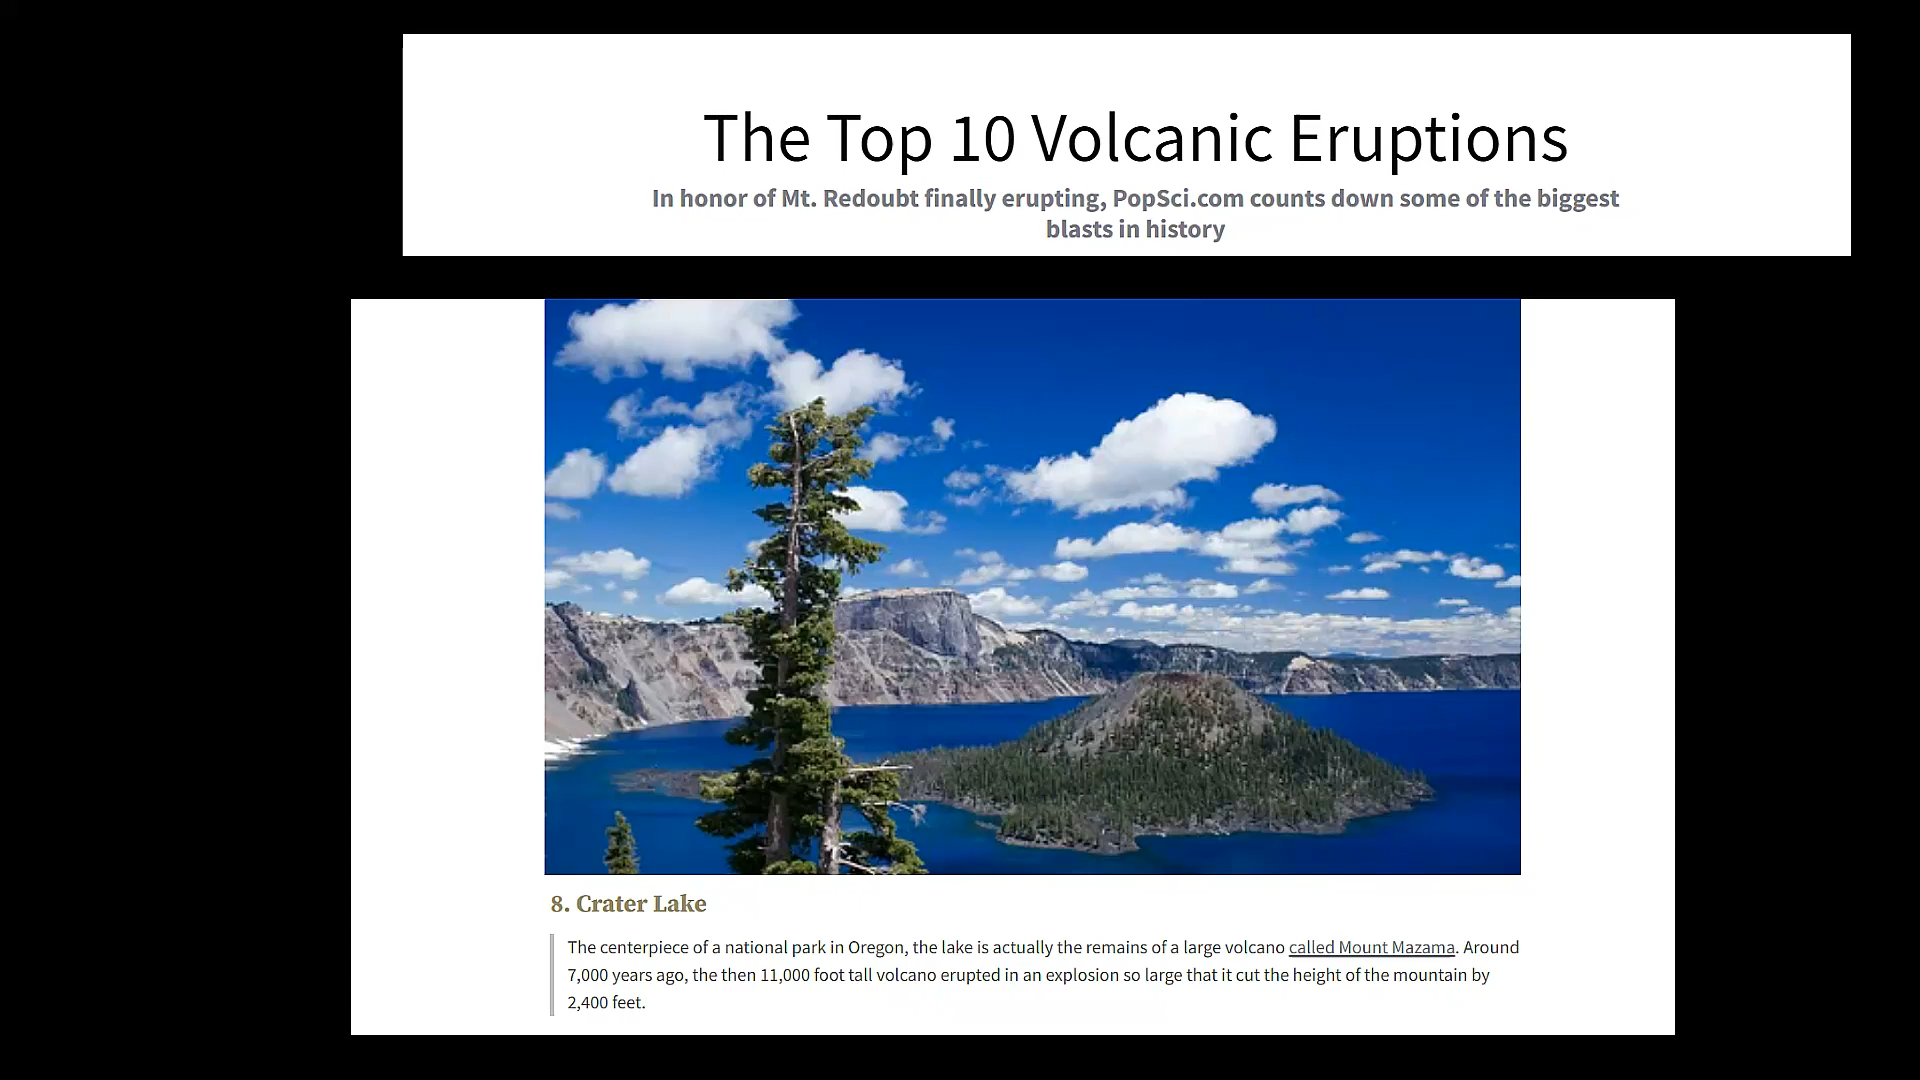 The Top 10 Volcanic Eruptions
In honor of Mt. Redoubt finally erupting, PopSci.com counts down some of the biggest
blasts in history
8. Crater Lake
The centerpiece of a national park in Oregon, the lake is actually the remains of a large volcano called Mount Mazama. Around
7,000 years ago, the then 11,000 foot tall volcano erupted in an explosion so large that it cut the height of the mountain by
2,400 feet.